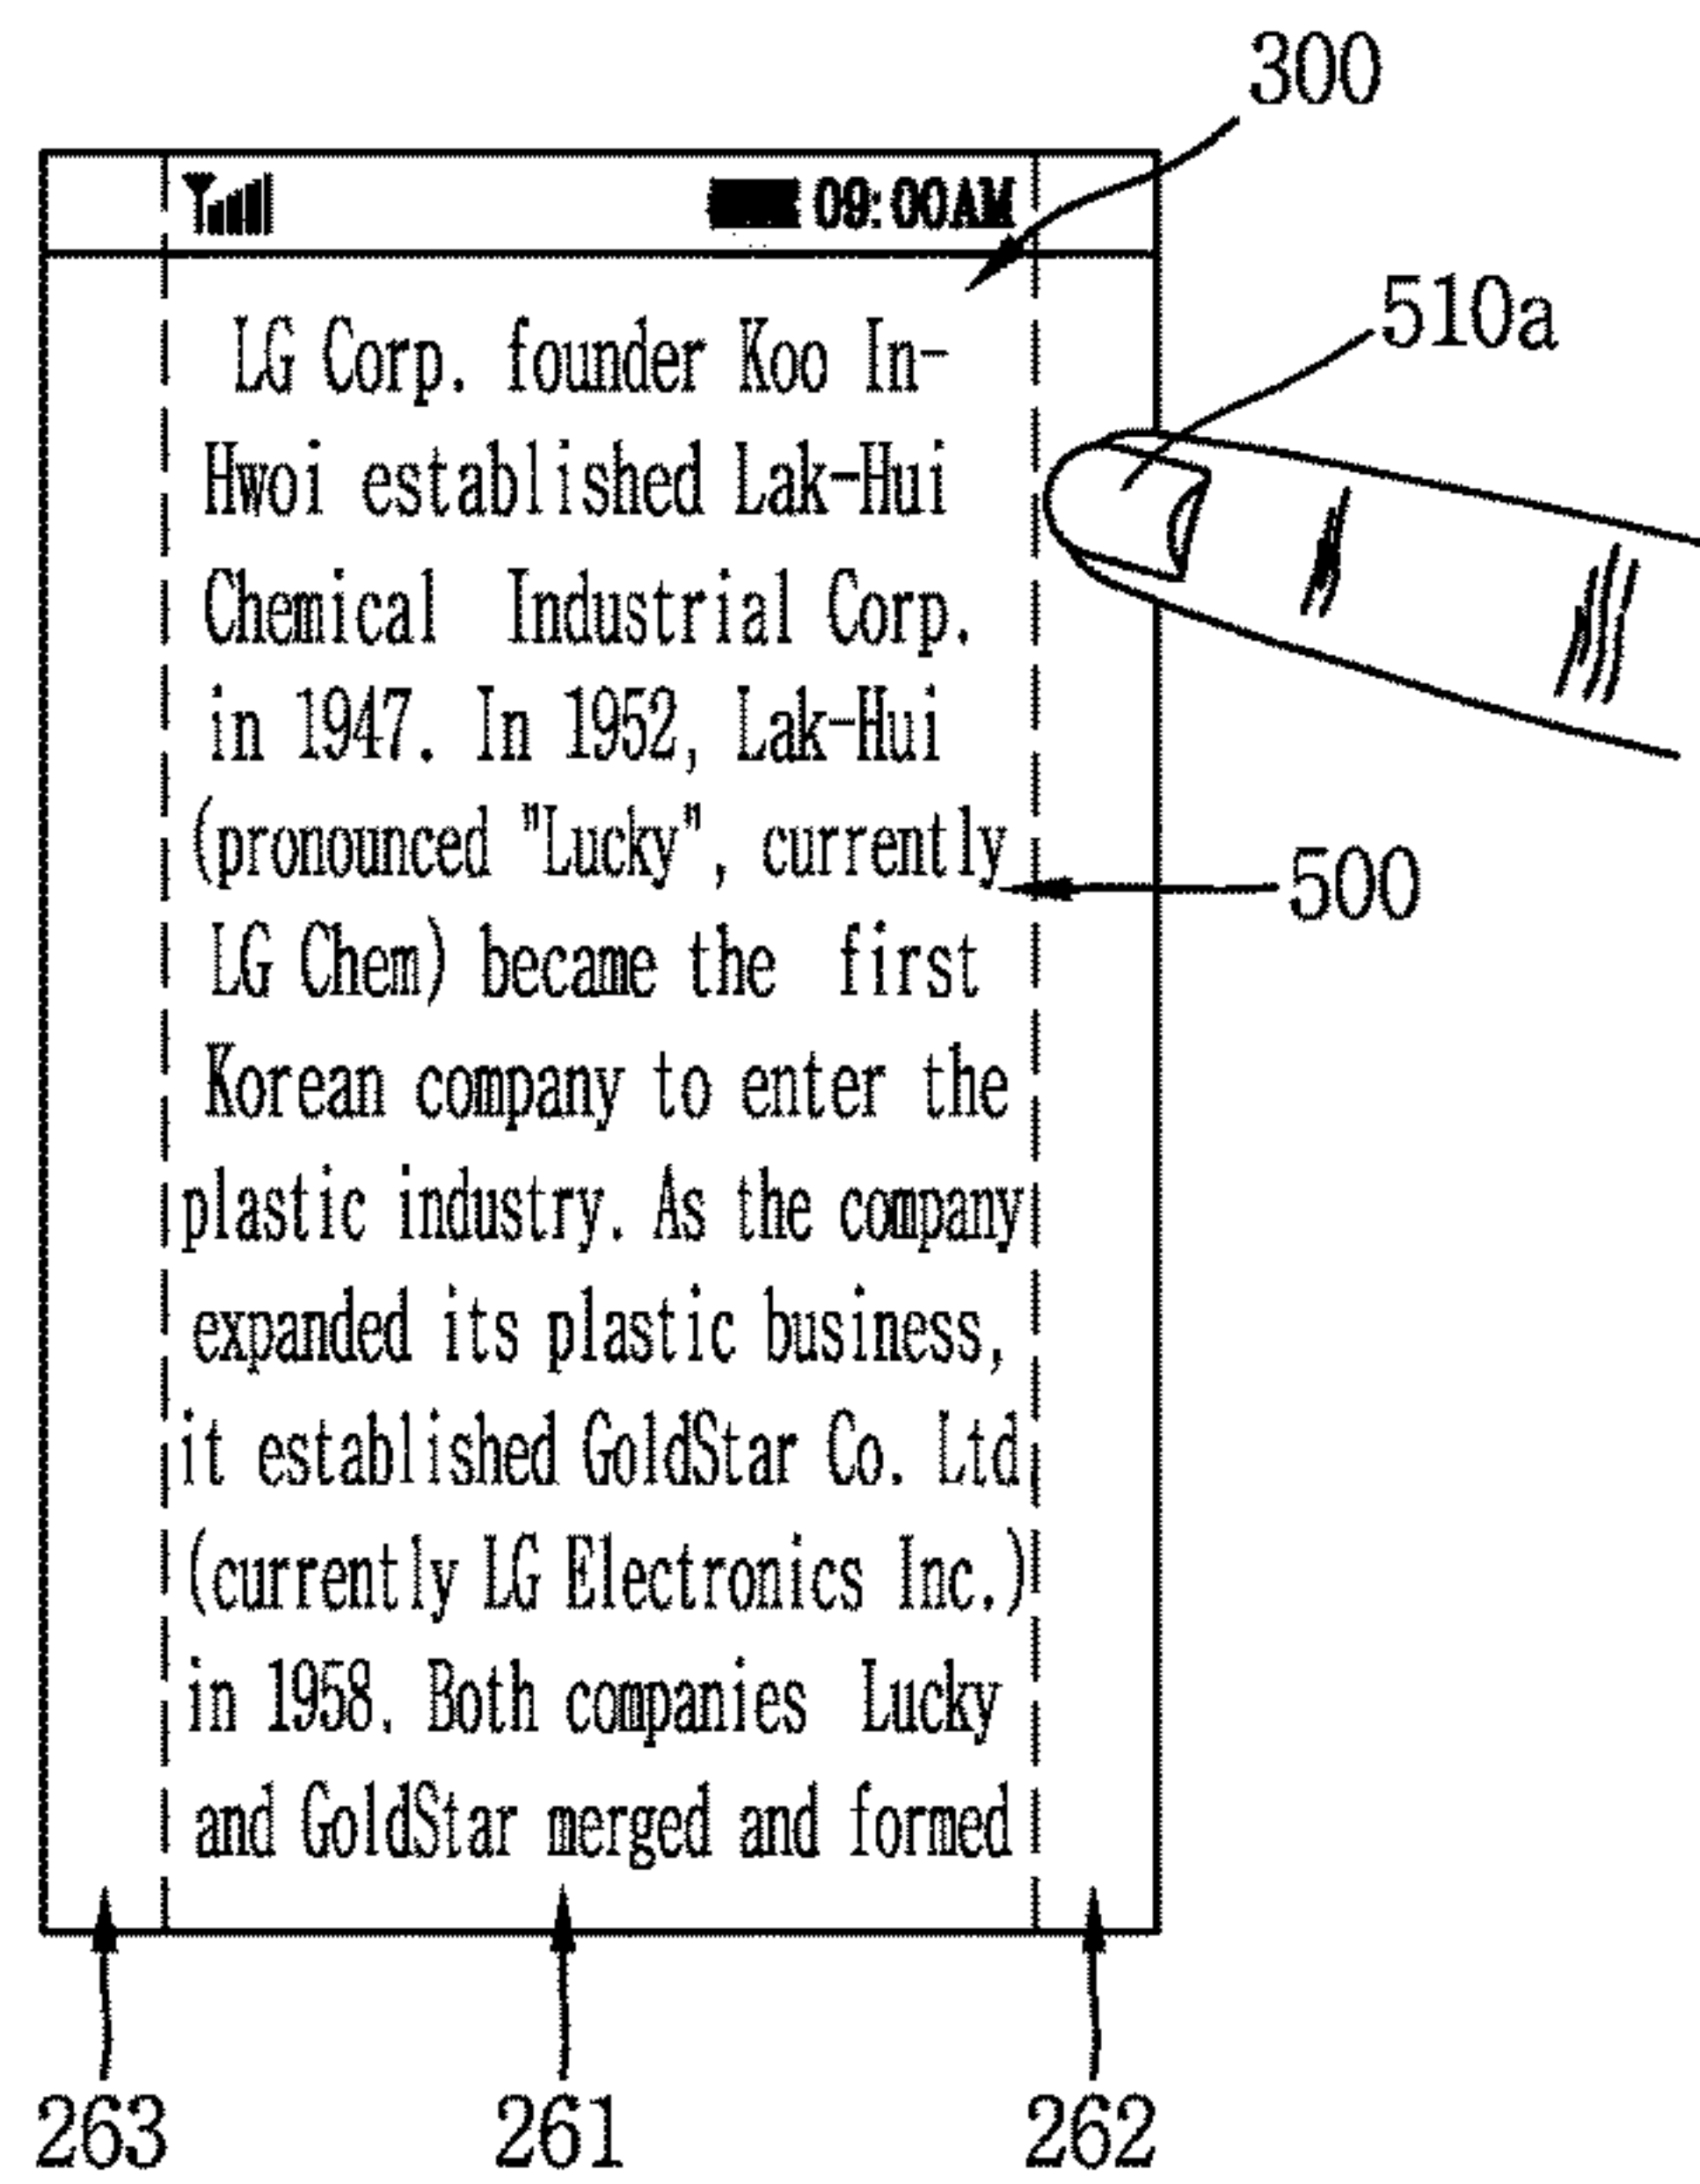 300
09:00AM
510a
LG Corp. founder Koo In-
Hwoi established Lak-Hui
Chemical Industrial Corp.
in 1947. In 1952, Lak-Hui
(pronounced "Lucky", currently
500
LG Chem) became the first
Korean company to enter the
plastic industry. As the company
expanded its plastic business,
it established GoldStar Co. Ltd
(currently LG Electronics Inc.)
in 1958. Both companies Lucky
and GoldStar merged and formed
263 261 262